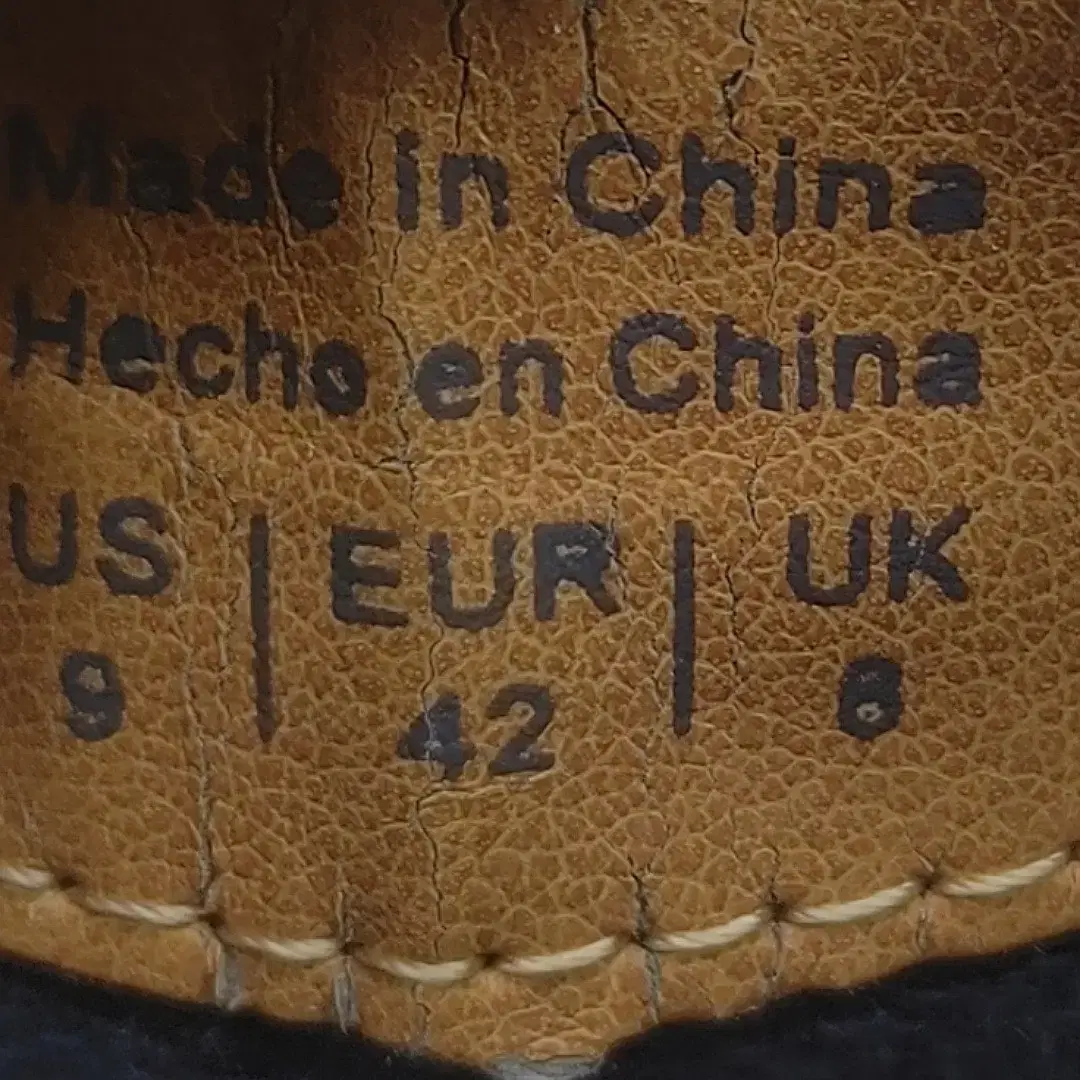 Made in China
Hecho en China
US | EUR | UK
9 | 42 | 8